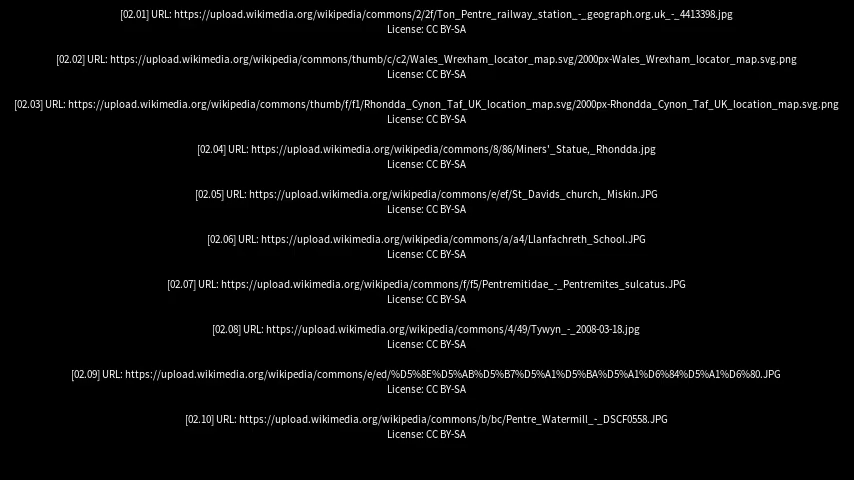 [02.01] URL: https://upload.wikimedia.org/wikipedia/commons/2/2f/Ton_Pentre_railway_station_-_geograph.org.uk_-_4413398.jpg
License: CC BY-SA
[02.02] URL: https://upload.wikimedia.org/wikipedia/commons/thumb/c/c2/Wales_Wrexham_locator_map.svg/2000px-Wales_Wrexham_locator_map.svg.png
License: CC BY-SA
[02.03] URL: https://upload.wikimedia.org/wikipedia/commons/thumb/f/f1/Rhondda_Cynon_Taf_UK_location_map.svg/2000px-Rhondda_Cynon_Taf_UK_location_map.svg.png
License: CC BY-SA
[02.04] URL: https://upload.wikimedia.org/wikipedia/commons/8/86/Miners'_Statue,_Rhondda.jpg
License: CC BY-SA
[02.05] URL: https://upload.wikimedia.org/wikipedia/commons/e/ef/St_Davids_church,_Miskin.JPG
License: CC BY-SA
[02.06] URL: https://upload.wikimedia.org/wikipedia/commons/a/a4/Llanfachreth_School.JPG
License: CC BY-SA
[02.07] URL: https://upload.wikimedia.org/wikipedia/commons/f/f5/Pentremitidae_-_Pentremites_sulcatus.JPG
License: CC BY-SA
[02.08] URL: https://upload.wikimedia.org/wikipedia/commons/4/49/Tywyn_-_2008-03-18.jpg
License: CC BY-SA
[02.09] URL: https://upload.wikimedia.org/wikipedia/commons/e/ed/%D5%8E%D5%AB%D5%B7%D5%A1%D5%BA%D5%A1%D6%84%D5%A1%D6%80.JPG
License: CC BY-SA
[02.10] URL: https://upload.wikimedia.org/wikipedia/commons/b/bc/Pentre_Watermill_-_DSCF0558.JPG
License: CC BY-SA